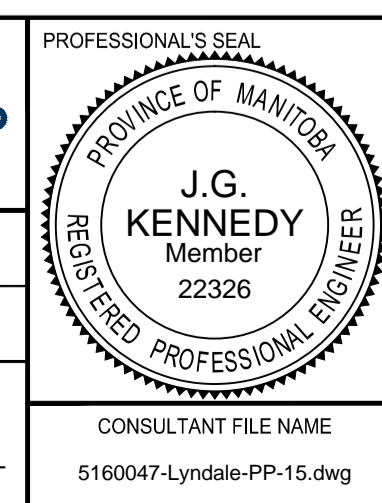 PROFESSIONAL'S SEAL
PROVINCE OF MANITOBA
J.G.
KENNEDY
Member
22326
REGISTERED PROFESSIONAL ENGINEER
CONSULTANT FILE NAME
5160047-Lyndale-PP-15.dwg